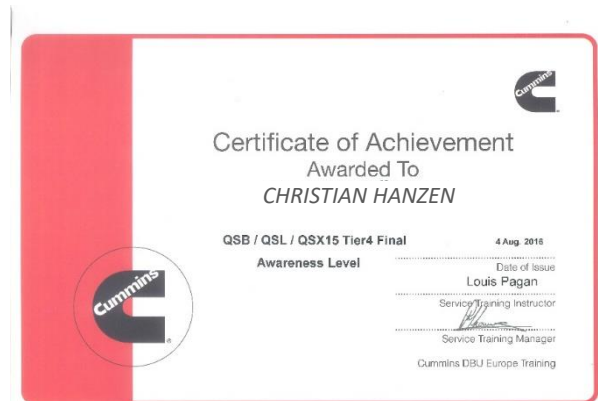 Cummins
Certificate of Achievement
Awarded To
CHRISTIAN HANZEN
QSB / QSL / QSX15 Tier4 Final
Awareness Level
4 Aug. 2016
Date of Issue
Louis Pagan
Service Training Instructor
Service Training Manager
Cummins DBU Europe Training
Cummins